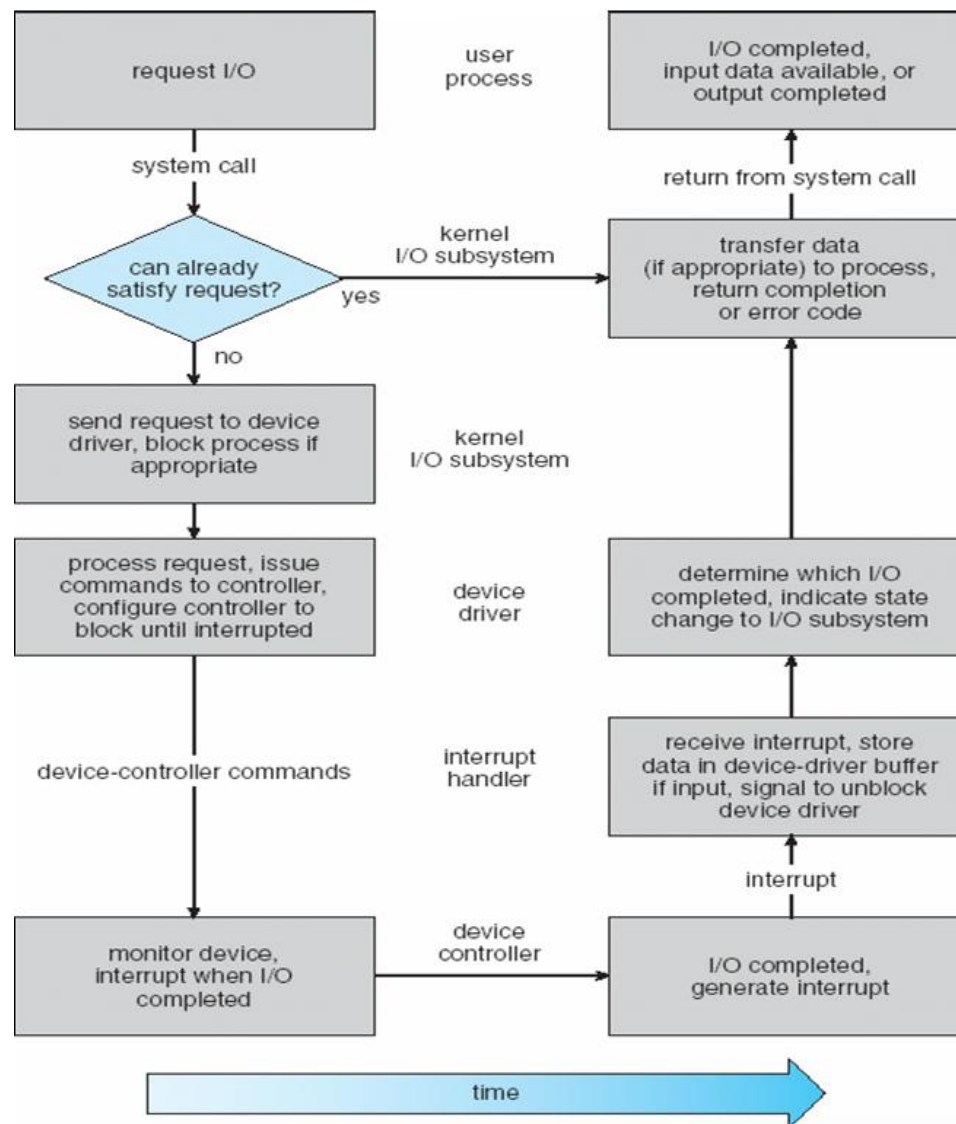 request I/O
user
process
I/O completed,
input data available, or
output completed
system call
return from system call
can already
satisfy request?
kernel
I/O subsystem
yes
transfer data
(if appropriate) to process,
return completion
or error code
no
send request to device
driver, block process if
appropriate
kernel
I/O subsystem
process request, issue
commands to controller,
configure controller to
block until interrupted
device
driver
determine which I/O
completed, indicate state
change to I/O subsystem
device-controller commands
interrupt
handler
receive interrupt, store
data in device-driver buffer
if input, signal to unblock
device driver
interrupt
monitor device,
interrupt when I/O
completed
device
controller
I/O completed,
generate interrupt
time